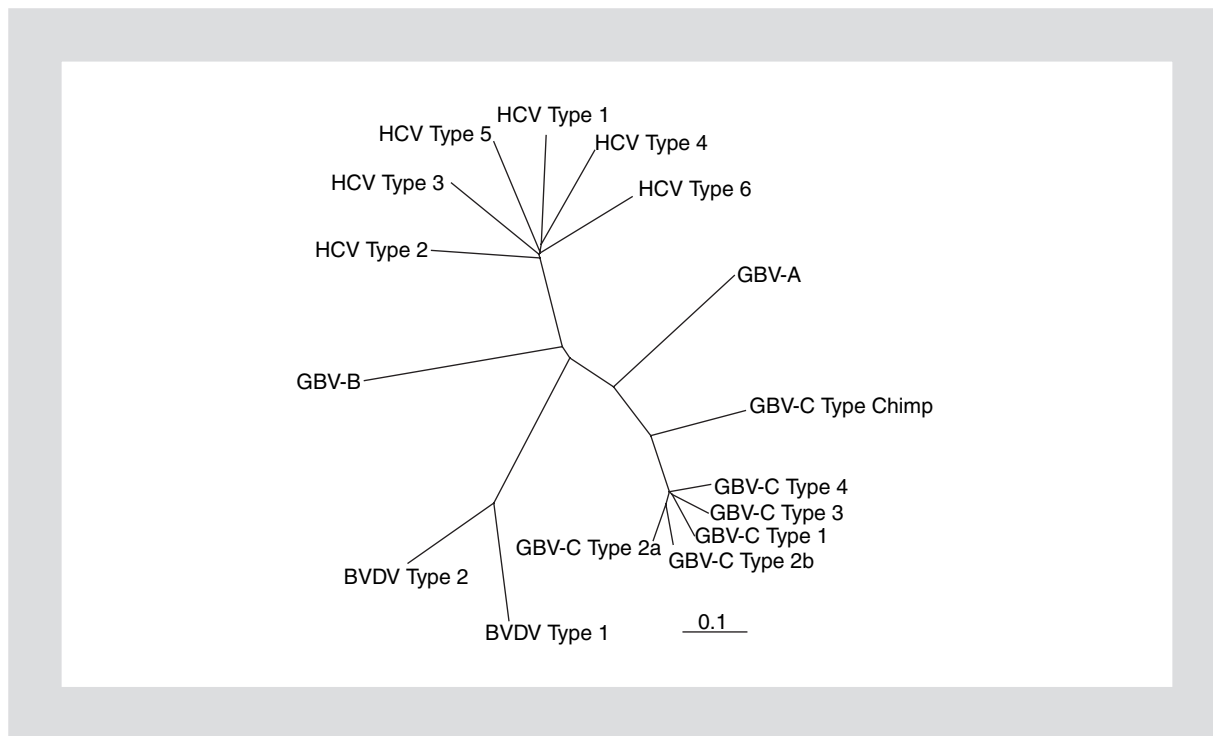 HCV Type 1
HCV Type 5
HCV Type 4
HCV Type 3
HCV Type 6
HCV Type 2
GBV-A
GBV-B
GBV-C Type Chimp
GBV-C Type 4
GBV-C Type 3
GBV-C Type 1
GBV-C Type 2a
GBV-C Type 2b
BVDV Type 2
BVDV Type 1
0.1